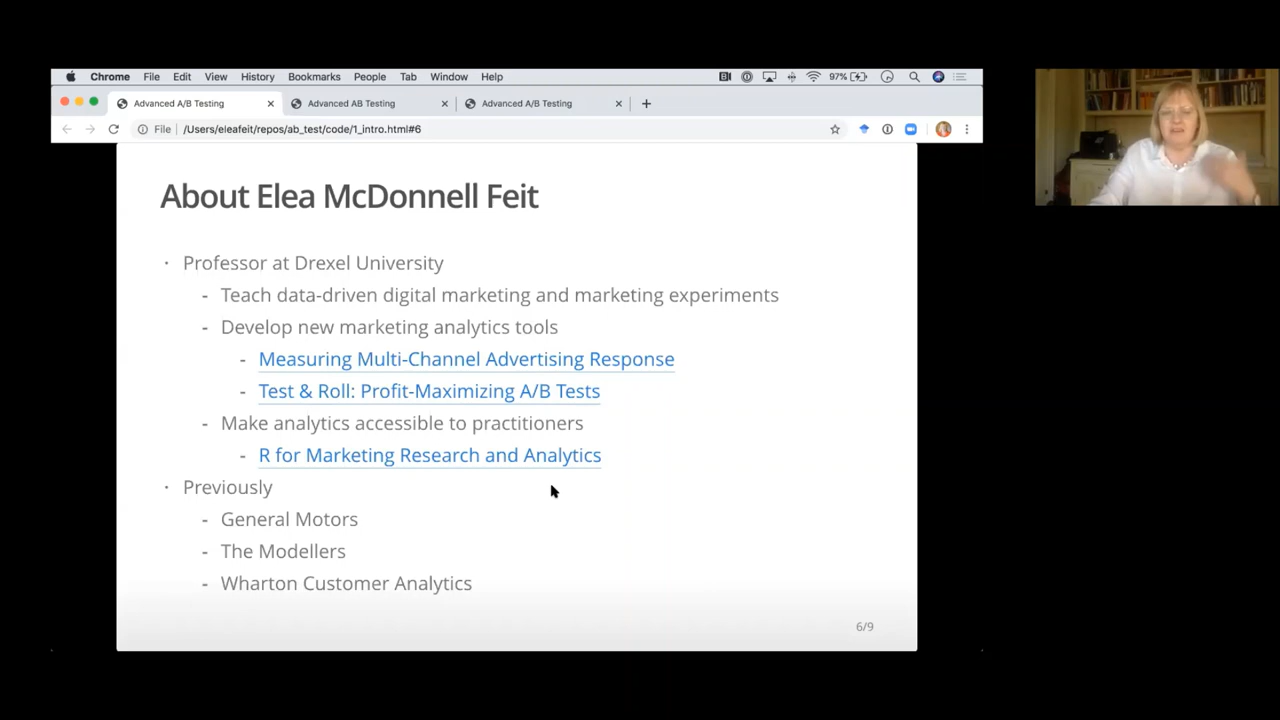 Chrome File Edit View History Bookmarks People Tab Window Help 97%
Advanced A/B Testing Advanced AB Testing Advanced A/B Testing
File /Users/eleafeit/repos/ab_test/code/1_intro.html#6
About Elea McDonnell Feit
· Professor at Drexel University
- Teach data-driven digital marketing and marketing experiments
- Develop new marketing analytics tools
- Measuring Multi-Channel Advertising Response
- Test & Roll: Profit-Maximizing A/B Tests
- Make analytics accessible to practitioners
- R for Marketing Research and Analytics
· Previously
- General Motors
- The Modellers
- Wharton Customer Analytics
6/9